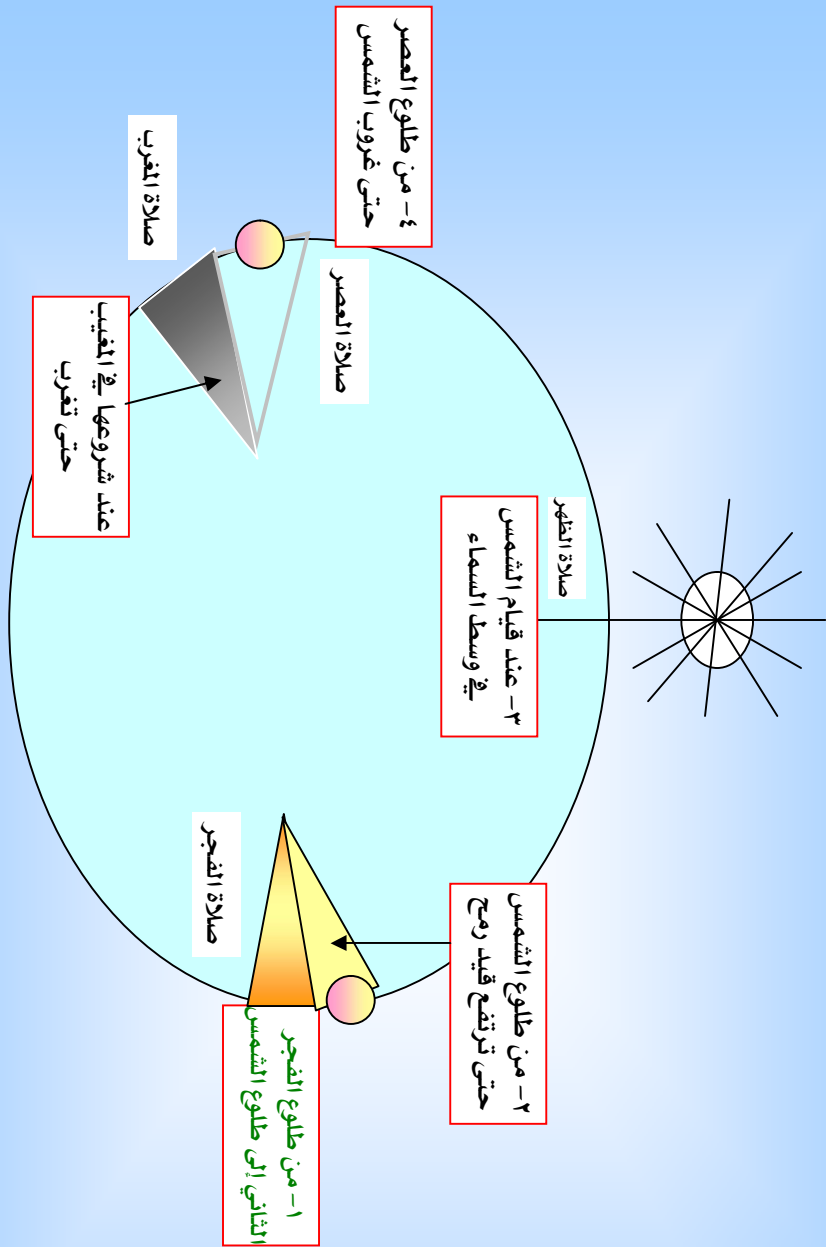 ١- من طلوع الفجر
الثاني إلى طلوع الشمس
صلاة الفجر
٢- من طلوع الشمس
حتى ترتفع قيد رمح
صلاة الظهر
٣- عند قيام الشمس
في وسط السماء
٤- من طلوع العصر
حتى غروب الشمس
صلاة العصر
صلاة المغرب
عند شروعها في المغيب
حتى تغرب